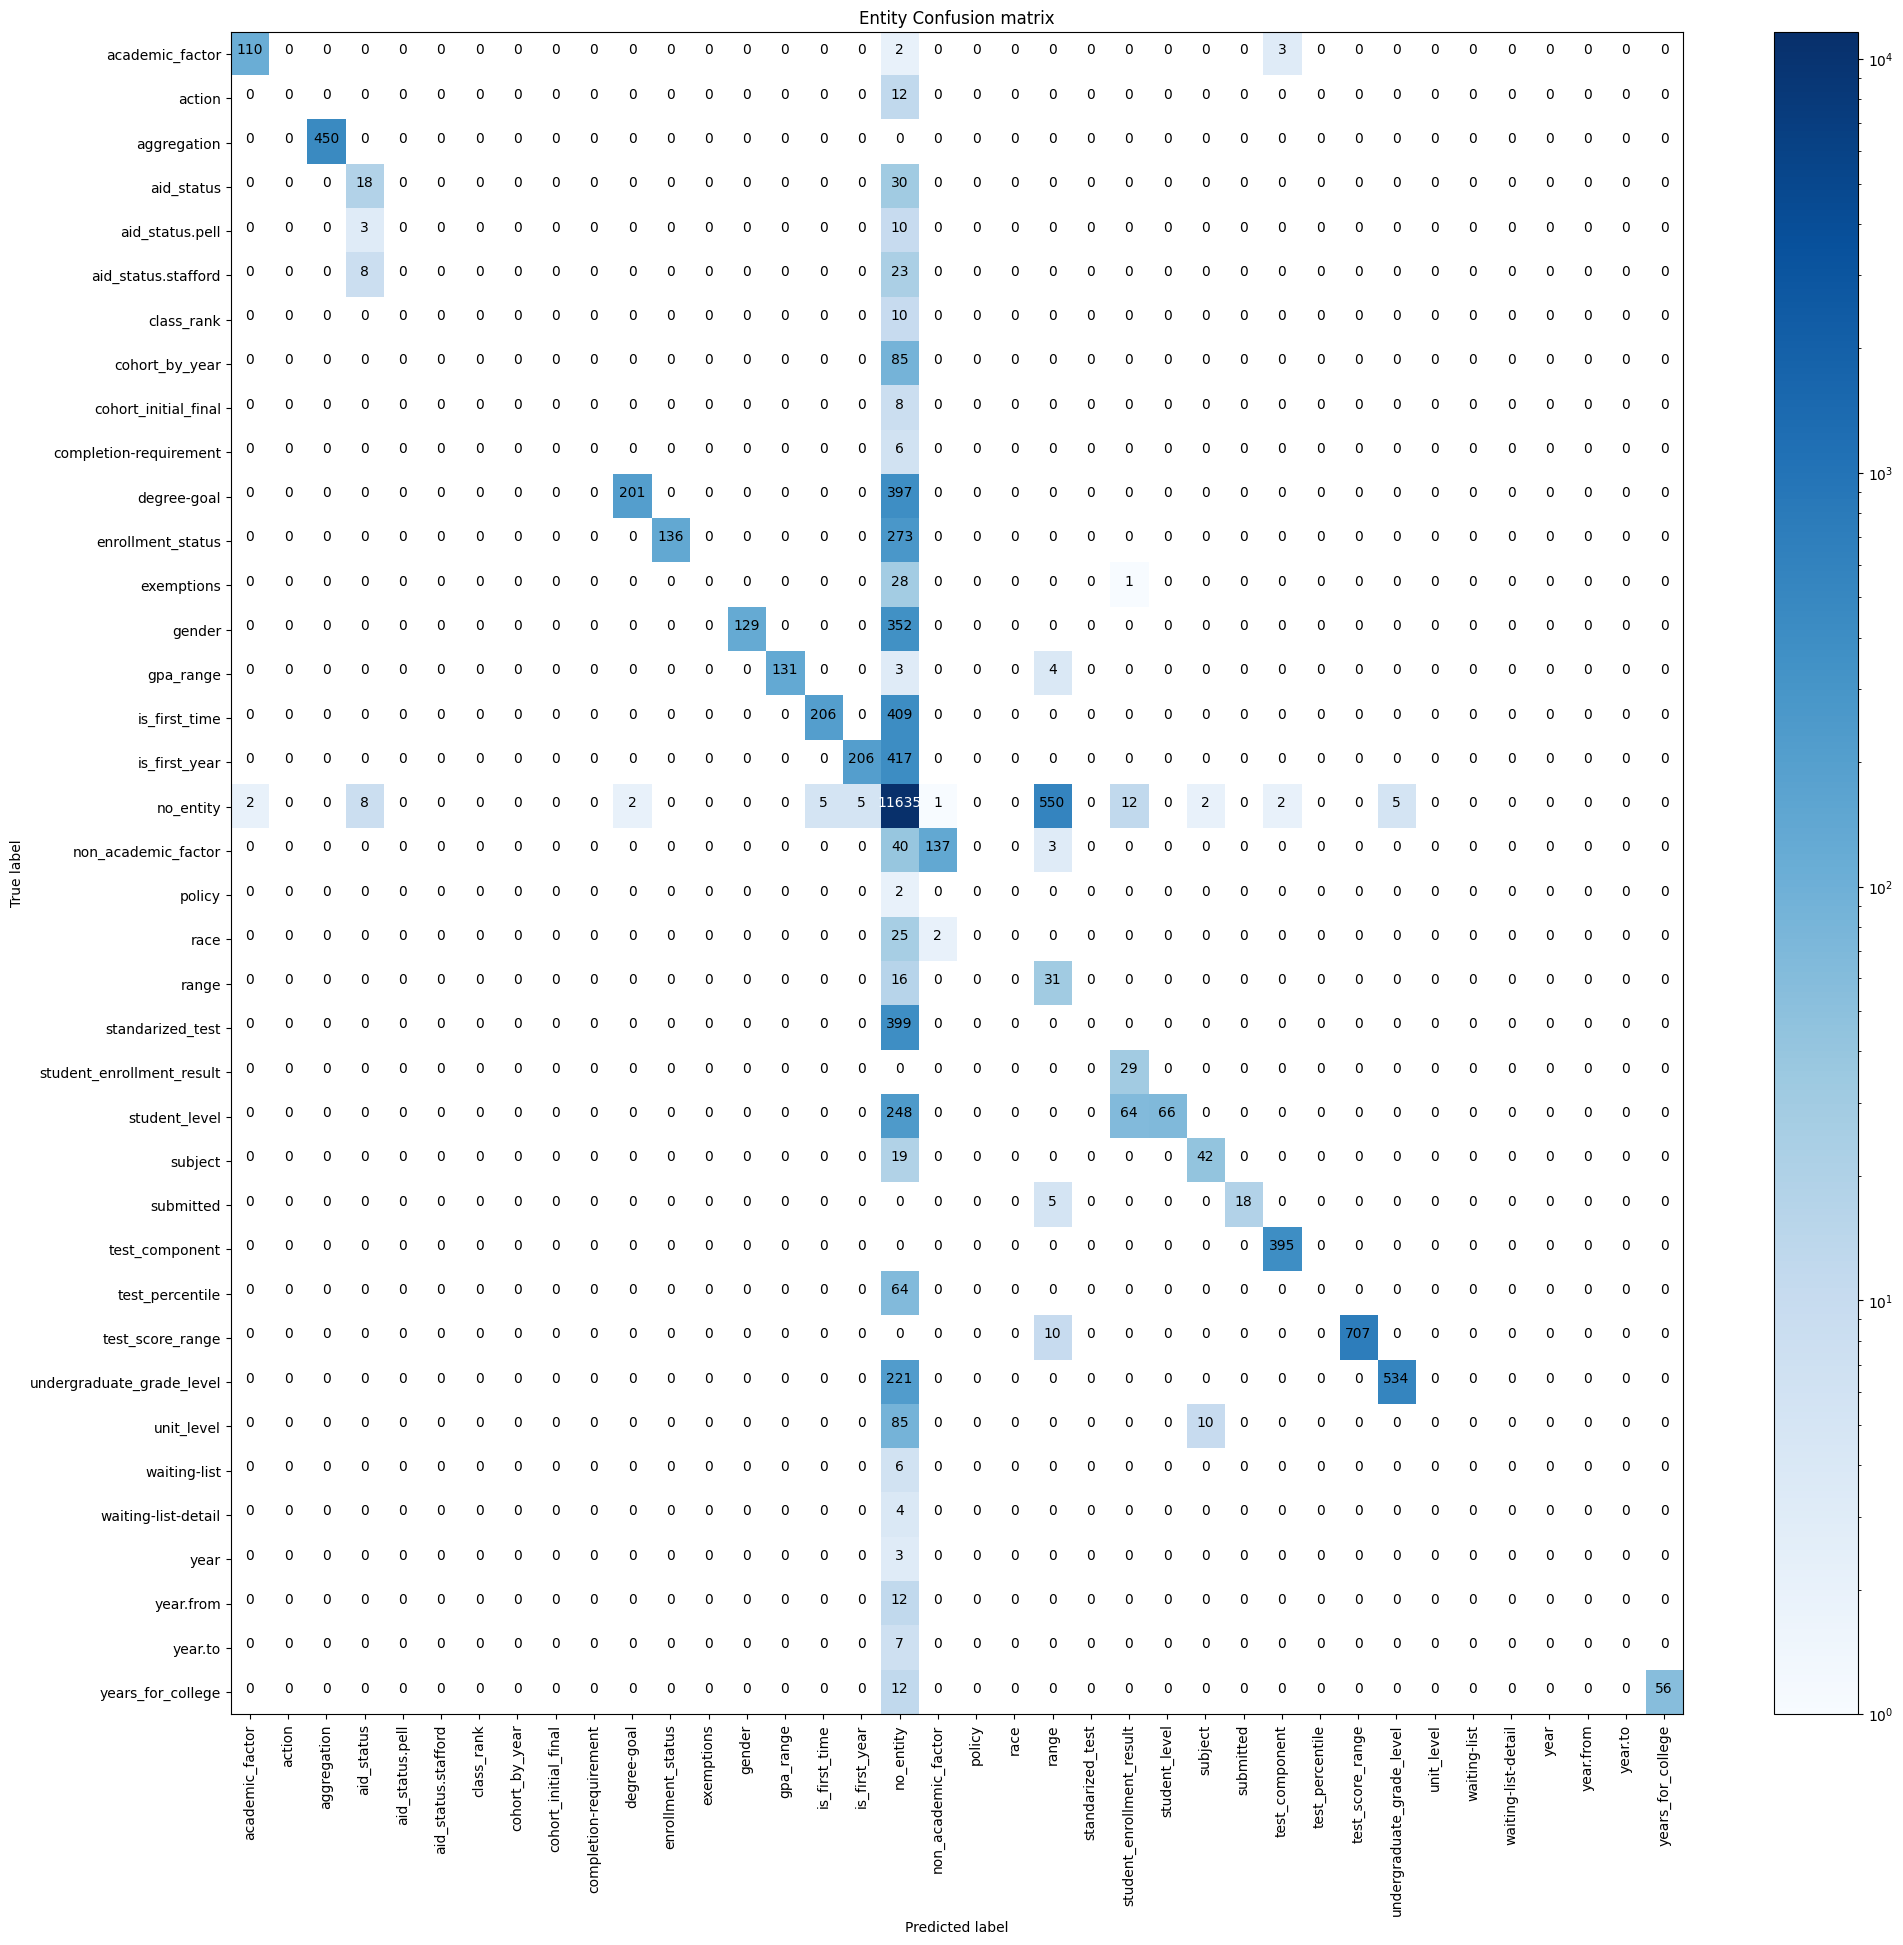 Entity Confusion matrix
academic_factor 110 0 0 0 0 0 0 0 0 0 0 0 0 0 0 0 0 2 0 0 0 0 0 0 0 0 0 3 0 0 0 0 0 0 0 0 0 0
action 0 0 0 0 0 0 0 0 0 0 0 0 0 0 0 0 0 12 0 0 0 0 0 0 0 0 0 0 0 0 0 0 0 0 0 0 0 0
aggregation 0 0 450 0 0 0 0 0 0 0 0 0 0 0 0 0 0 0 0 0 0 0 0 0 0 0 0 0 0 0 0 0 0 0 0 0 0 0
aid_status 0 0 0 18 0 0 0 0 0 0 0 0 0 0 0 0 0 30 0 0 0 0 0 0 0 0 0 0 0 0 0 0 0 0 0 0 0 0
aid_status.pell 0 0 0 3 0 0 0 0 0 0 0 0 0 0 0 0 0 10 0 0 0 0 0 0 0 0 0 0 0 0 0 0 0 0 0 0 0 0
aid_status.stafford 0 0 0 8 0 0 0 0 0 0 0 0 0 0 0 0 0 23 0 0 0 0 0 0 0 0 0 0 0 0 0 0 0 0 0 0 0 0
class_rank 0 0 0 0 0 0 0 0 0 0 0 0 0 0 0 0 0 10 0 0 0 0 0 0 0 0 0 0 0 0 0 0 0 0 0 0 0 0
cohort_by_year 0 0 0 0 0 0 0 0 0 0 0 0 0 0 0 0 0 85 0 0 0 0 0 0 0 0 0 0 0 0 0 0 0 0 0 0 0 0
cohort_initial_final 0 0 0 0 0 0 0 0 0 0 0 0 0 0 0 0 0 8 0 0 0 0 0 0 0 0 0 0 0 0 0 0 0 0 0 0 0 0
completion-requirement 0 0 0 0 0 0 0 0 0 0 0 0 0 0 0 0 0 6 0 0 0 0 0 0 0 0 0 0 0 0 0 0 0 0 0 0 0 0
degree-goal 0 0 0 0 0 0 0 0 0 0 201 0 0 0 0 0 0 397 0 0 0 0 0 0 0 0 0 0 0 0 0 0 0 0 0 0 0 0
enrollment_status 0 0 0 0 0 0 0 0 0 0 0 136 0 0 0 0 0 273 0 0 0 0 0 0 0 0 0 0 0 0 0 0 0 0 0 0 0 0
exemptions 0 0 0 0 0 0 0 0 0 0 0 0 0 0 0 0 0 28 0 0 0 0 0 1 0 0 0 0 0 0 0 0 0 0 0 0 0 0
gender 0 0 0 0 0 0 0 0 0 0 0 0 0 129 0 0 0 352 0 0 0 0 0 0 0 0 0 0 0 0 0 0 0 0 0 0 0 0
gpa_range 0 0 0 0 0 0 0 0 0 0 0 0 0 0 131 0 0 3 0 0 0 4 0 0 0 0 0 0 0 0 0 0 0 0 0 0 0 0
is_first_time 0 0 0 0 0 0 0 0 0 0 0 0 0 0 0 206 0 409 0 0 0 0 0 0 0 0 0 0 0 0 0 0 0 0 0 0 0 0
is_first_year 0 0 0 0 0 0 0 0 0 0 0 0 0 0 0 0 206 417 0 0 0 0 0 0 0 0 0 0 0 0 0 0 0 0 0 0 0 0
no_entity 2 0 0 8 0 0 0 0 0 0 2 0 0 0 0 5 5 11635 1 0 0 550 0 12 0 2 0 2 0 0 5 0 0 0 0 0 0 0
non_academic_factor 0 0 0 0 0 0 0 0 0 0 0 0 0 0 0 0 0 40 137 0 0 3 0 0 0 0 0 0 0 0 0 0 0 0 0 0 0 0
policy 0 0 0 0 0 0 0 0 0 0 0 0 0 0 0 0 0 2 0 0 0 0 0 0 0 0 0 0 0 0 0 0 0 0 0 0 0 0
race 0 0 0 0 0 0 0 0 0 0 0 0 0 0 0 0 0 25 2 0 0 0 0 0 0 0 0 0 0 0 0 0 0 0 0 0 0 0
range 0 0 0 0 0 0 0 0 0 0 0 0 0 0 0 0 0 16 0 0 0 31 0 0 0 0 0 0 0 0 0 0 0 0 0 0 0 0
standarized_test 0 0 0 0 0 0 0 0 0 0 0 0 0 0 0 0 0 399 0 0 0 0 0 0 0 0 0 0 0 0 0 0 0 0 0 0 0 0
student_enrollment_result 0 0 0 0 0 0 0 0 0 0 0 0 0 0 0 0 0 0 0 0 0 0 0 29 0 0 0 0 0 0 0 0 0 0 0 0 0 0
student_level 0 0 0 0 0 0 0 0 0 0 0 0 0 0 0 0 0 248 0 0 0 0 0 64 66 0 0 0 0 0 0 0 0 0 0 0 0 0
subject 0 0 0 0 0 0 0 0 0 0 0 0 0 0 0 0 0 19 0 0 0 0 0 0 0 42 0 0 0 0 0 0 0 0 0 0 0 0
submitted 0 0 0 0 0 0 0 0 0 0 0 0 0 0 0 0 0 0 0 0 0 5 0 0 0 0 18 0 0 0 0 0 0 0 0 0 0 0
test_component 0 0 0 0 0 0 0 0 0 0 0 0 0 0 0 0 0 0 0 0 0 0 0 0 0 0 0 395 0 0 0 0 0 0 0 0 0 0
test_percentile 0 0 0 0 0 0 0 0 0 0 0 0 0 0 0 0 0 64 0 0 0 0 0 0 0 0 0 0 0 0 0 0 0 0 0 0 0 0
test_score_range 0 0 0 0 0 0 0 0 0 0 0 0 0 0 0 0 0 0 0 0 0 10 0 0 0 0 0 0 0 707 0 0 0 0 0 0 0 0
undergraduate_grade_level 0 0 0 0 0 0 0 0 0 0 0 0 0 0 0 0 0 221 0 0 0 0 0 0 0 0 0 0 0 0 534 0 0 0 0 0 0 0
unit_level 0 0 0 0 0 0 0 0 0 0 0 0 0 0 0 0 0 85 0 0 0 0 0 0 0 10 0 0 0 0 0 0 0 0 0 0 0 0
waiting-list 0 0 0 0 0 0 0 0 0 0 0 0 0 0 0 0 0 6 0 0 0 0 0 0 0 0 0 0 0 0 0 0 0 0 0 0 0 0
waiting-list-detail 0 0 0 0 0 0 0 0 0 0 0 0 0 0 0 0 0 4 0 0 0 0 0 0 0 0 0 0 0 0 0 0 0 0 0 0 0 0
year 0 0 0 0 0 0 0 0 0 0 0 0 0 0 0 0 0 3 0 0 0 0 0 0 0 0 0 0 0 0 0 0 0 0 0 0 0 0
year.from 0 0 0 0 0 0 0 0 0 0 0 0 0 0 0 0 0 12 0 0 0 0 0 0 0 0 0 0 0 0 0 0 0 0 0 0 0 0
year.to 0 0 0 0 0 0 0 0 0 0 0 0 0 0 0 0 0 7 0 0 0 0 0 0 0 0 0 0 0 0 0 0 0 0 0 0 0 0
years_for_college 0 0 0 0 0 0 0 0 0 0 0 0 0 0 0 0 0 12 0 0 0 0 0 0 0 0 0 0 0 0 0 0 0 0 0 0 0 56
True label
academic_factor
action
aggregation
aid_status
aid_status.pell
aid_status.stafford
class_rank
cohort_by_year
cohort_initial_final
completion-requirement
degree-goal
enrollment_status
exemptions
gender
gpa_range
is_first_time
is_first_year
no_entity
non_academic_factor
policy
race
range
standarized_test
student_enrollment_result
student_level
subject
submitted
test_component
test_percentile
test_score_range
undergraduate_grade_level
unit_level
waiting-list
waiting-list-detail
year
year.from
year.to
years_for_college
Predicted label
10⁴
10³
10²
10¹
10⁰